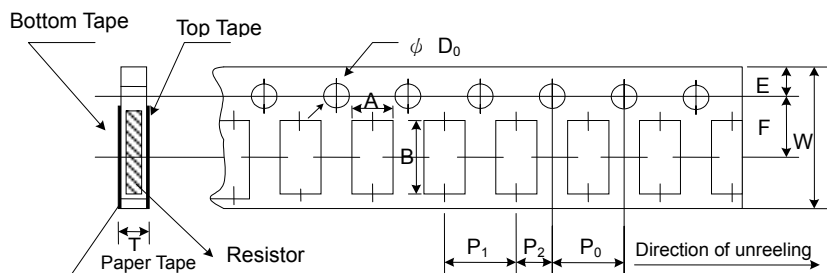 Bottom Tape
Top Tape
ψ D₀
A
B
E
F
W
T
Paper Tape
Resistor
P₁
P₂
P₀
Direction of unreeling